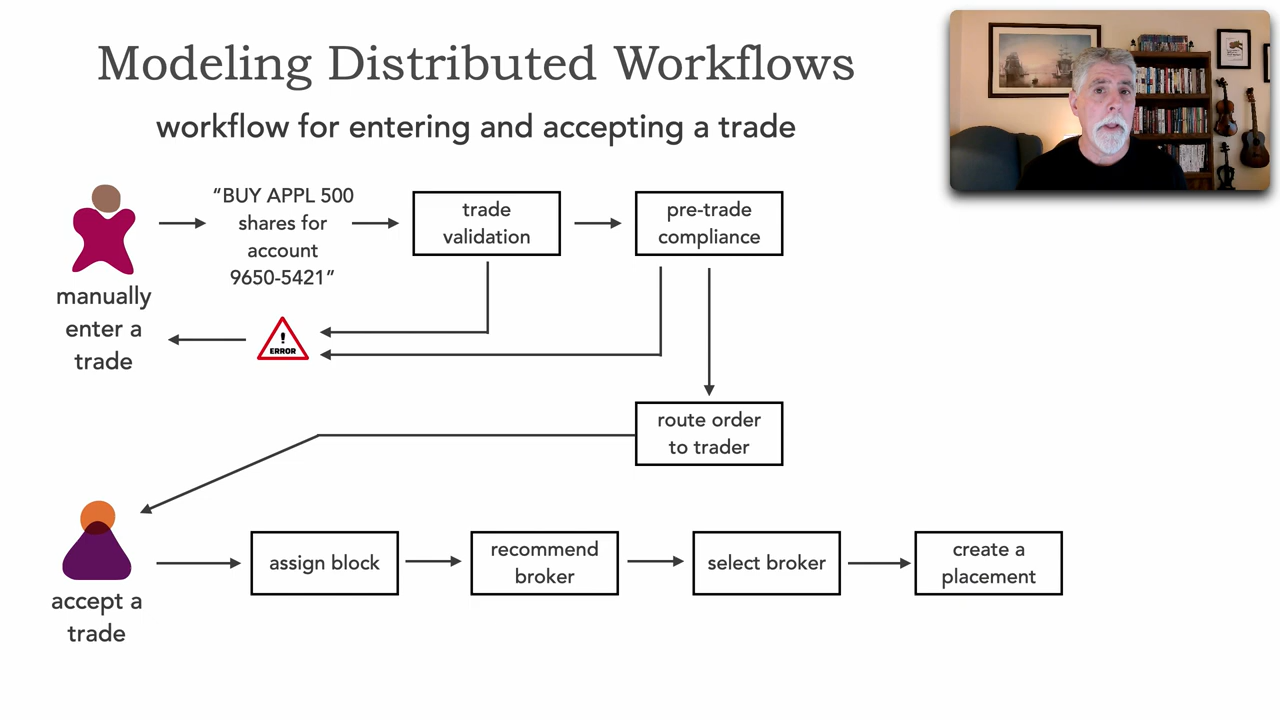 Modeling Distributed Workflows
workflow for entering and accepting a trade
manually
enter a
trade
“BUY APPL 500
shares for
account
9650-5421”
trade
validation
pre-trade
compliance
!
ERROR
route order
to trader
accept a
trade
assign block
recommend
broker
select broker
create a
placement